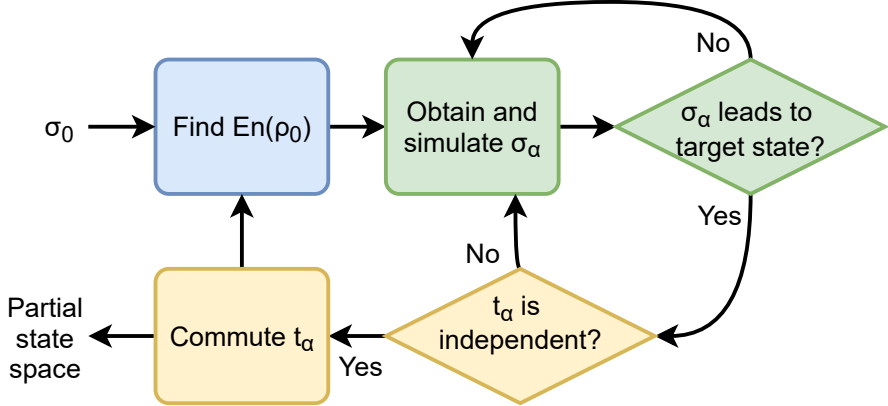 No
σ₀
Find En(ρ₀)
Obtain and
simulate σα
σα leads to
target state?
Yes
No
Partial
state
space
Commute tα
Yes
tα is
independent?